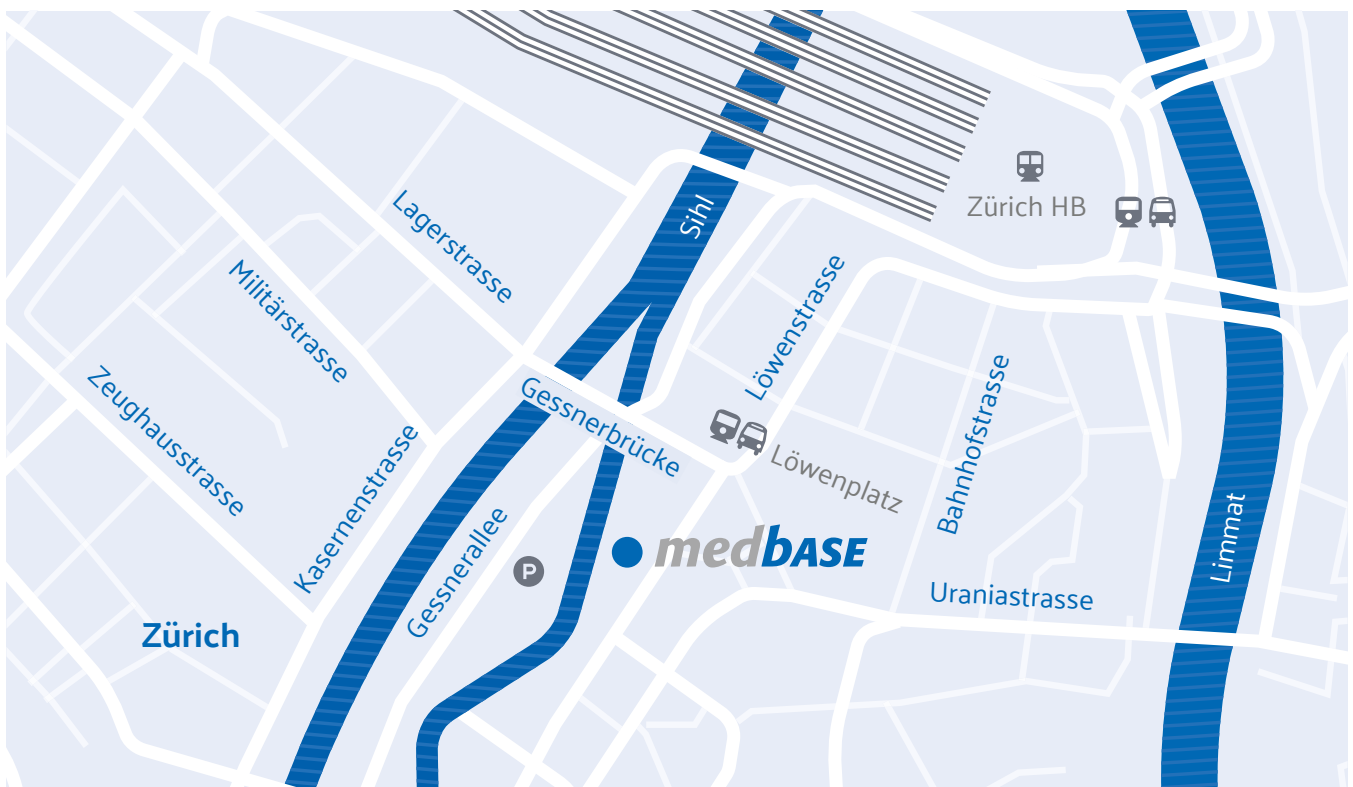 Zürich HB
Sihl
Lagerstrasse
Militärstrasse
Löwenstrasse
Zeughausstrasse
Gessnerbrücke
Bahnhofstrasse
Löwenplatz
Kasernenstrasse
Limmat
Gessnerallee
P
medbASE
Uraniastrasse
Zürich